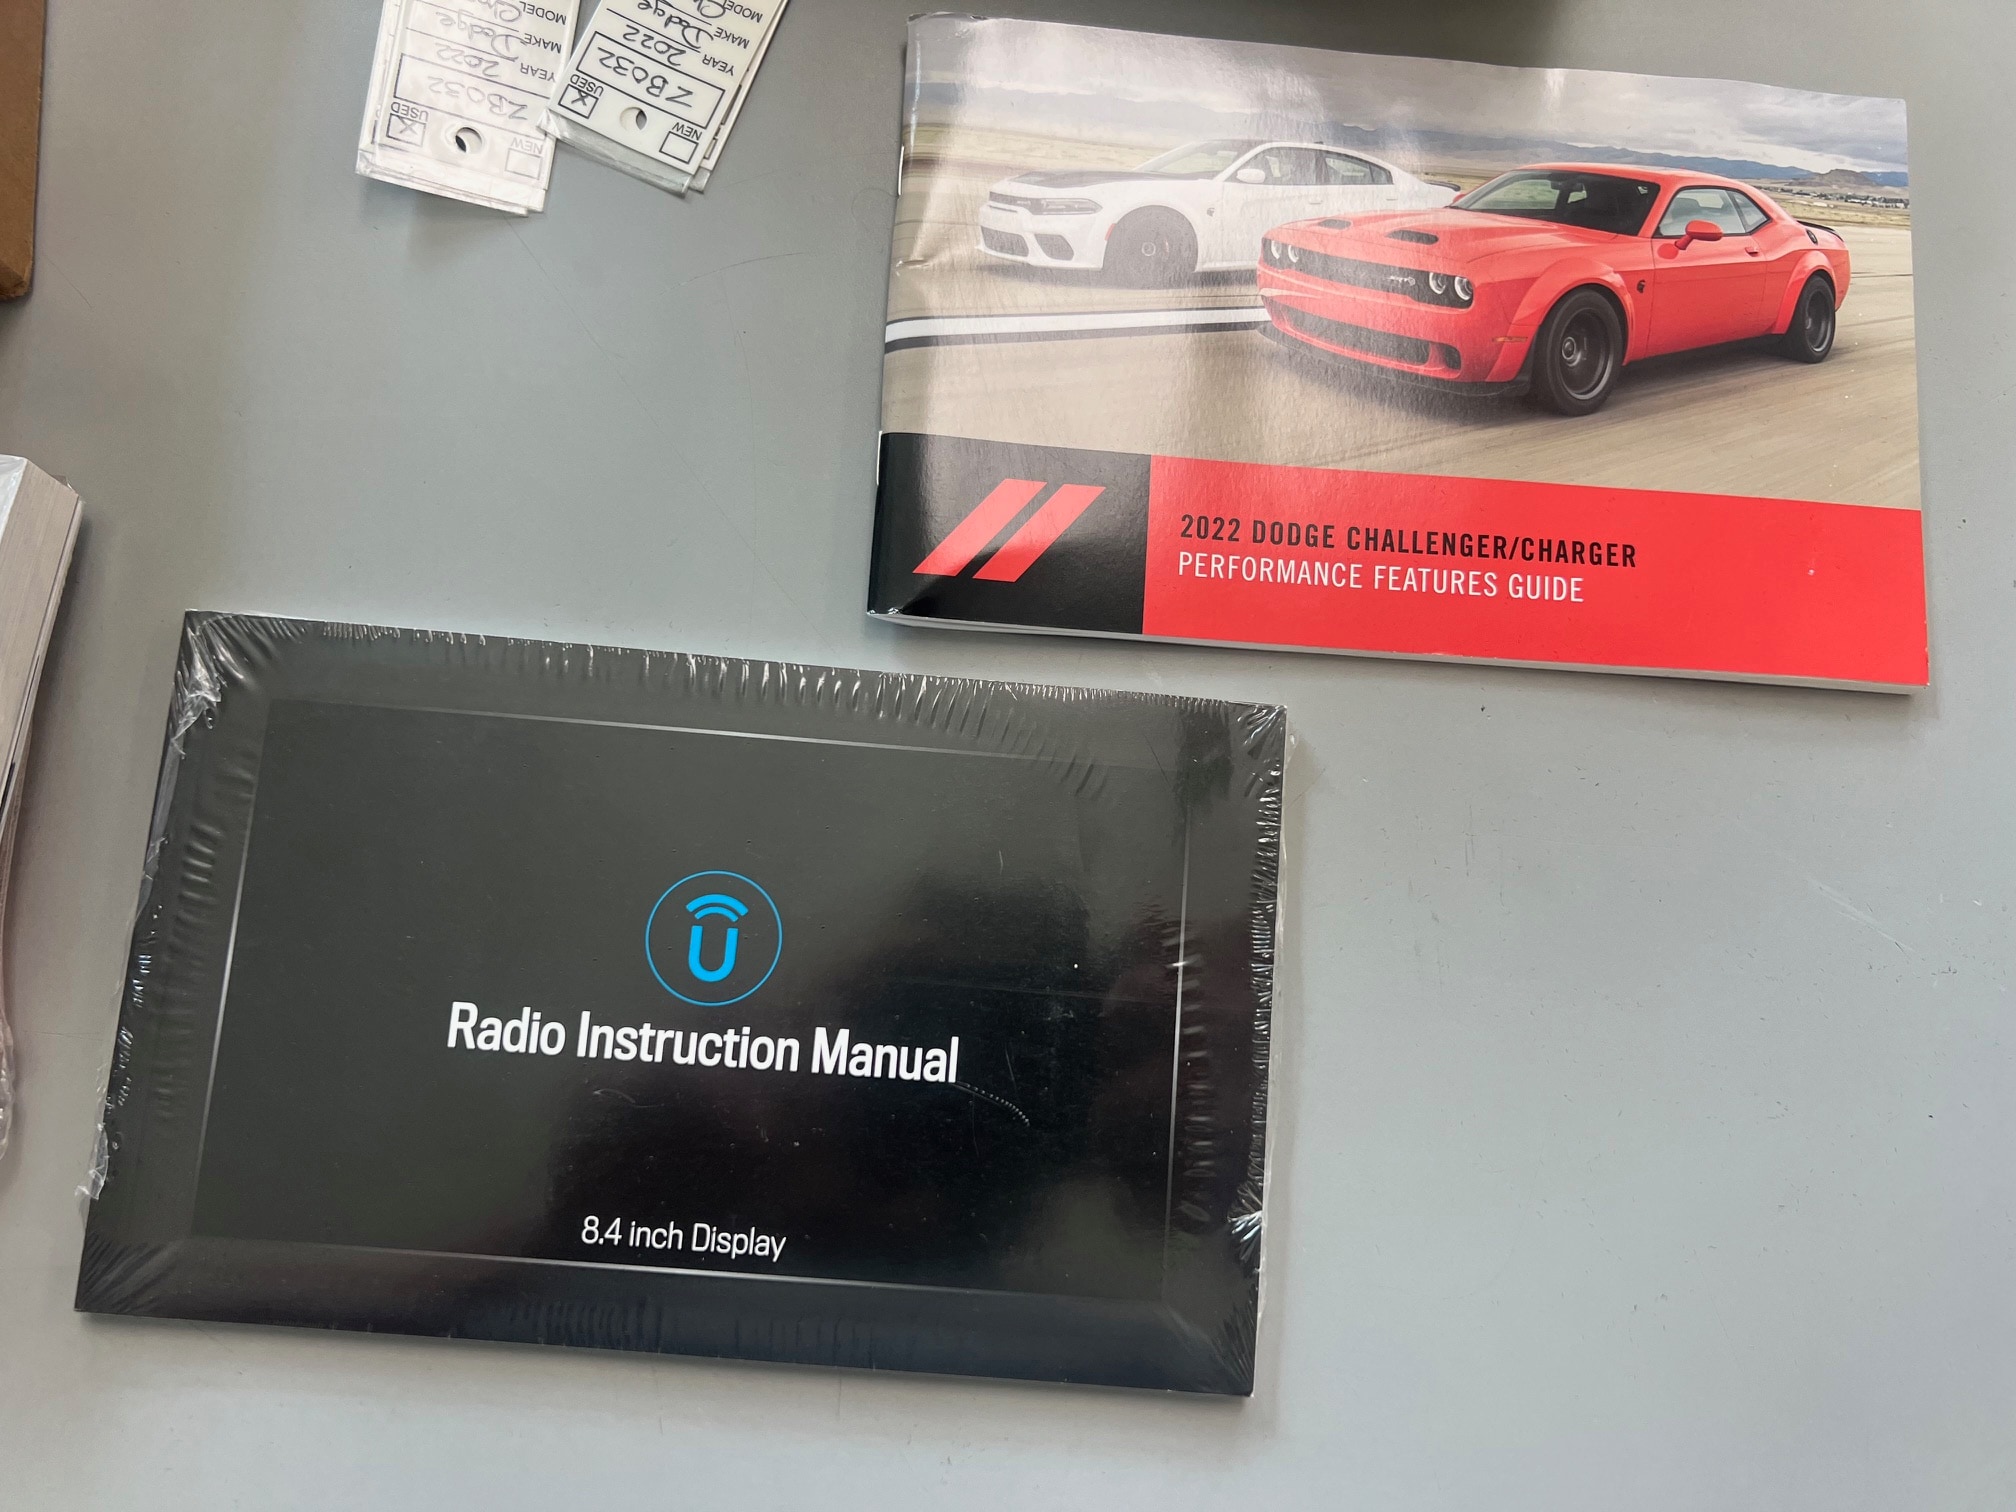 NEW
USED
X
ZB032
YEAR 2022
MAKE Dodge
MODEL
NEW
USED
X
ZB032
YEAR 2022
MAKE Dodge
MODEL
2022 DODGE CHALLENGER/CHARGER
PERFORMANCE FEATURES GUIDE
U
Radio Instruction Manual
8.4 inch Display